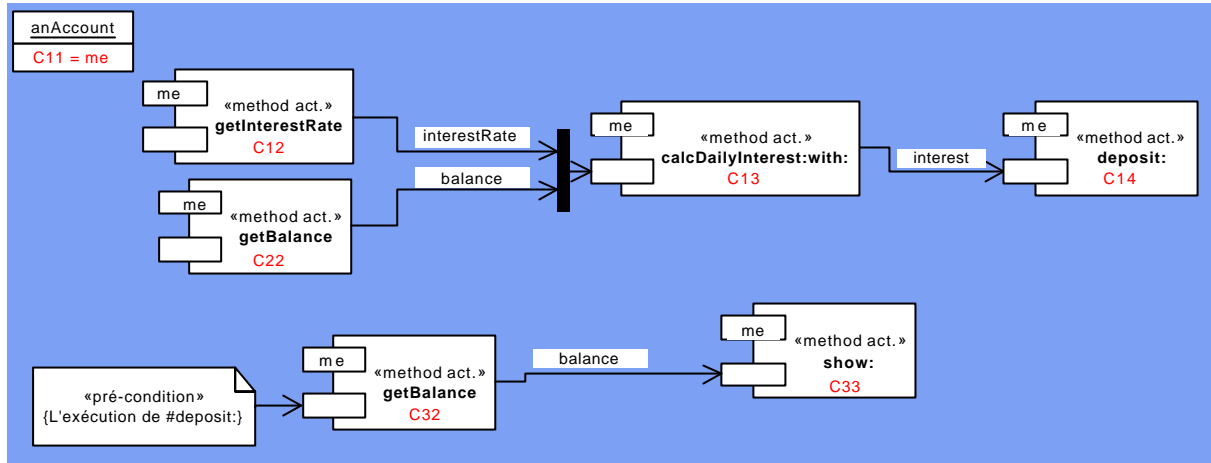 anAccount
C11 = me
me
«method act.»
getInterestRate
C12
interestRate
me
«method act.»
calcDailyInterest:with:
C13
interest
me
«method act.»
deposit:
C14
me
«method act.»
getBalance
C22
balance
«pré-condition»
{L'exécution de #deposit:}
me
«method act.»
getBalance
C32
balance
me
«method act.»
show:
C33